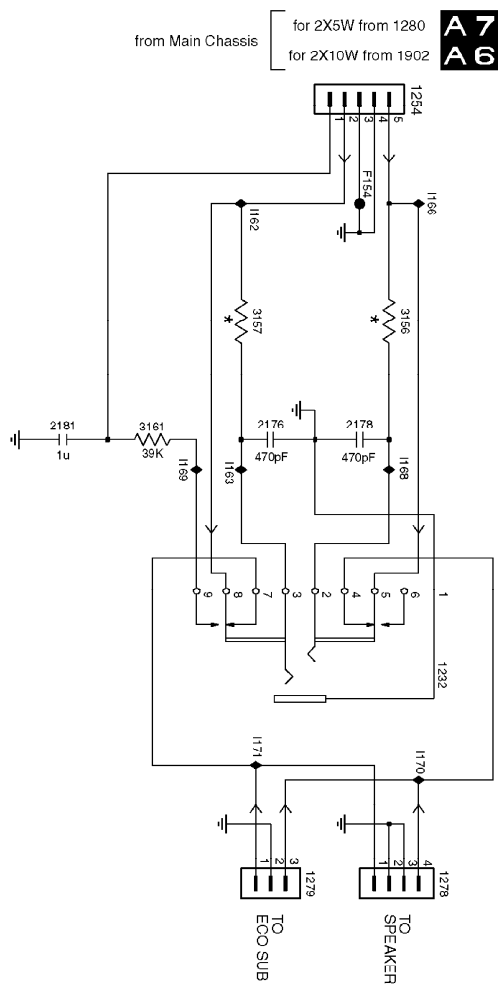 for 2X5W from 1280 A 7
from Main Chassis
for 2X10W from 1902 A 6
1254
1 2 3 4 5
F154
I162
I166
3157
*
3156
*
2181
1u
3161
39K
2176
470pF
2178
470pF
I169
I163
I168
9 8 7 3 2 4 5 6 1
1232
I171
I170
1 2 3
1279
1 2 3 4
1278
TO
ECO SUB
TO
SPEAKER